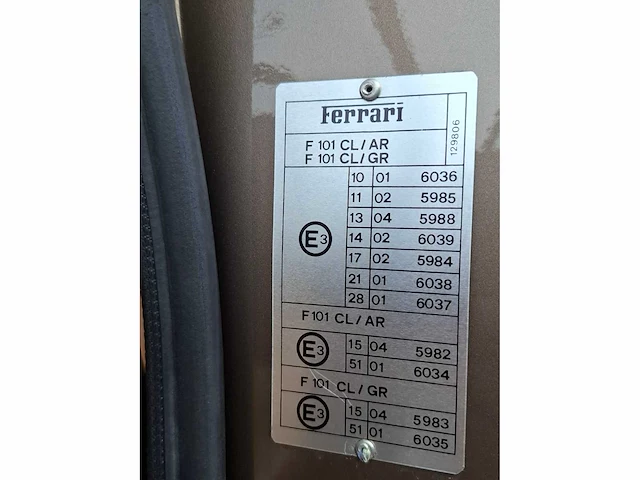 Ferrari
129806
F 101 CL/AR
F 101 CL/GR
10 01 6036
11 02 5985
13 04 5988
E3 14 02 6039
17 02 5984
21 01 6038
28 01 6037
F 101 CL/AR
E3 15 04 5982
51 01 6034
F 101 CL/GR
E3 15 04 5983
51 01 6035